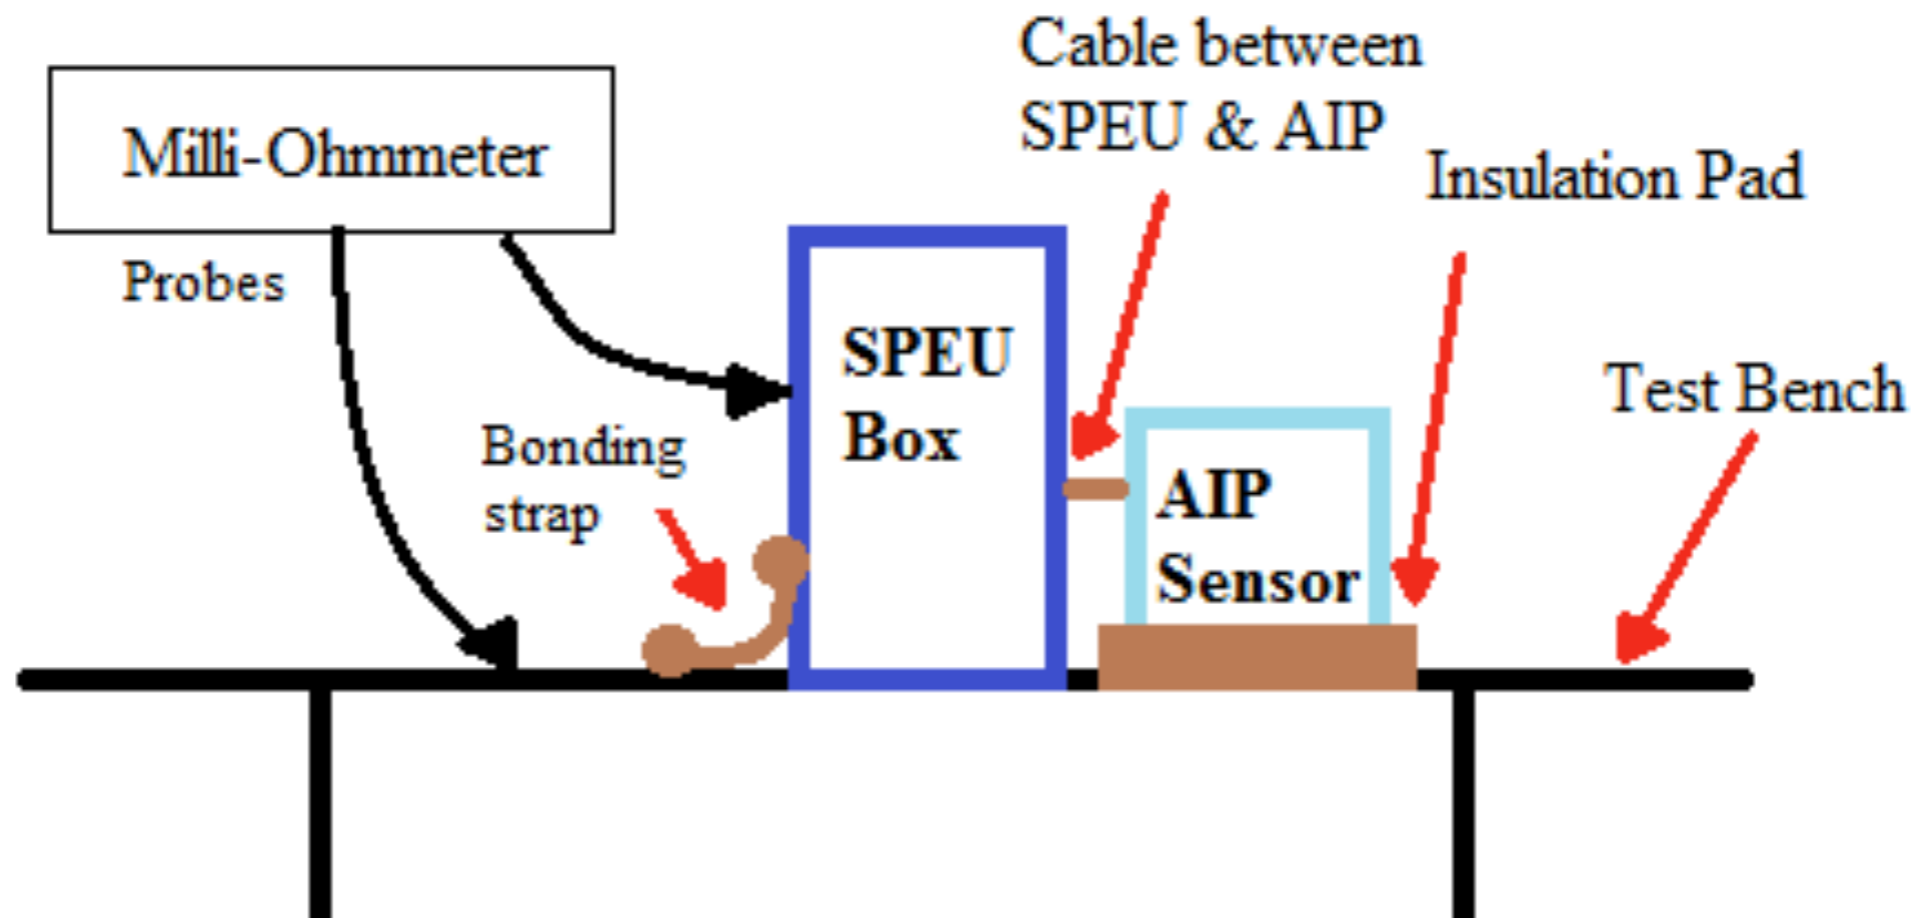 Cable between
SPEU & AIP
Milli-Ohmmeter
Insulation Pad
Probes
SPEU
Box
Test Bench
Bonding
strap
AIP
Sensor